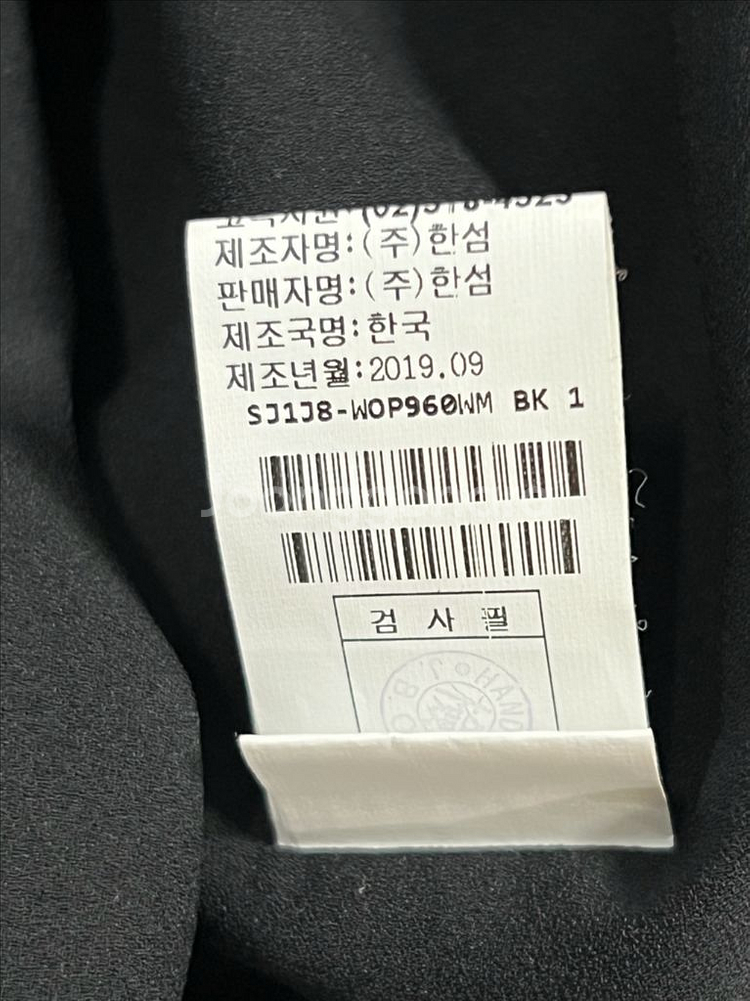 제조자명:(주)한섬
판매자명:(주)한섬
제조국명:한국
제조년월:2019.09
SJ1J8-WOP960WM BK 1
검 사 필
HAND